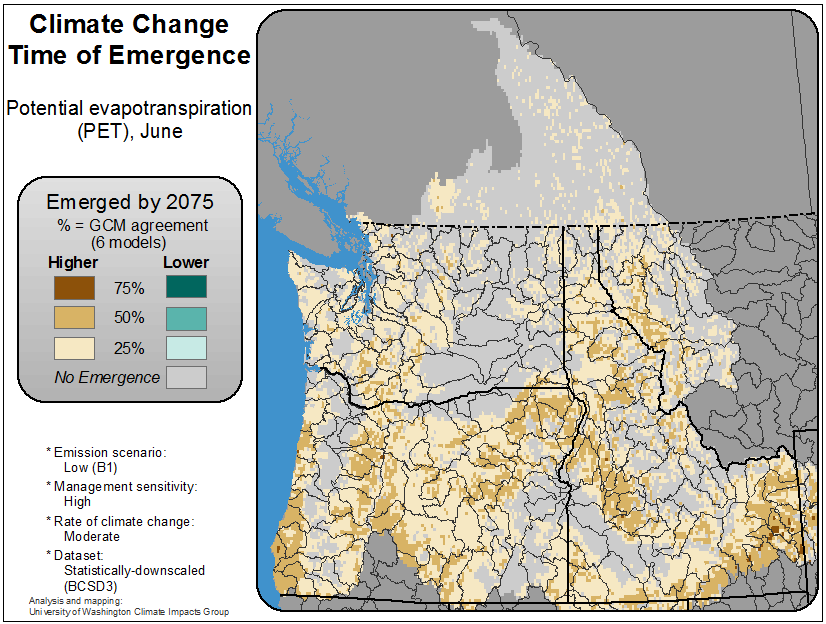 Climate Change
Time of Emergence
Potential evapotranspiration
(PET), June
Emerged by 2075
% = GCM agreement
(6 models)
Higher Lower
75%
50%
25%
No Emergence
* Emission scenario:
Low (B1)
* Management sensitivity:
High
* Rate of climate change:
Moderate
* Dataset:
Statistically-downscaled
(BCSD3)
Analysis and mapping:
University of Washington Climate Impacts Group